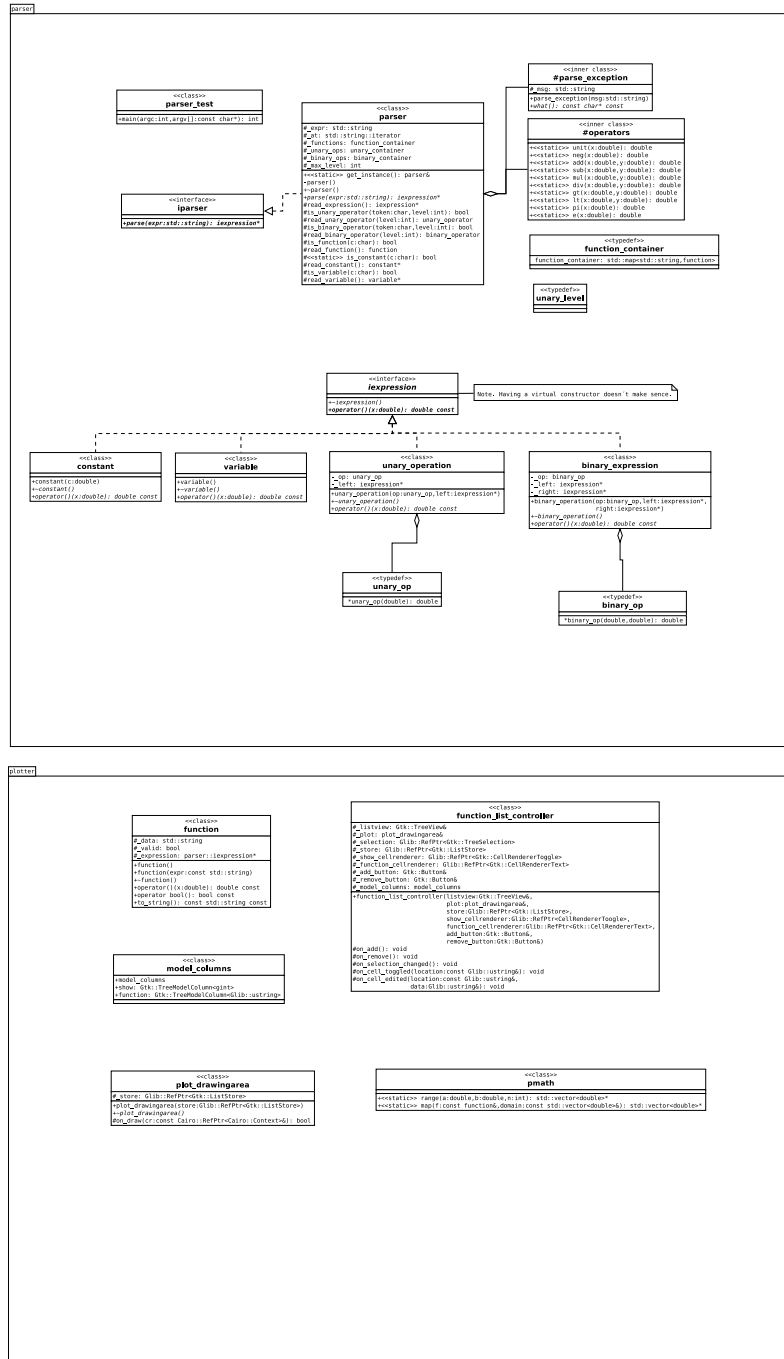 parser
<<class>>
parser_test
+main(argc:int,argv[]:const char*): int
<<class>>
parser
#_expr: std::string
#_at: std::string::iterator
#_functions: function_container
#_unary_ops: unary_container
#_binary_ops: binary_container
#_max_level: int
+<<static>> get_instance(): parser&
-parser()
+~parser()
+parse(expr:std::string): iexpression*
#read_expression(): iexpression*
#is_unary_operator(token:char,level:int): bool
#read_unary_operator(level:int): unary_operator
#is_binary_operator(token:char,level:int): bool
#read_binary_operator(level:int): binary_operator
#is_function(c:char): bool
#read_function(): function
#<<static>> is_constant(c:char): bool
#read_constant(): constant*
#is_variable(c:char): bool
#read_variable(): variable*
<<inner class>>
#parse_exception
#_msg: std::string
+parse_exception(msg:std::string)
+what(): const char* const
<<inner class>>
#operators
+<<static>> unit(x:double): double
+<<static>> neg(x:double): double
+<<static>> add(x:double,y:double): double
+<<static>> sub(x:double,y:double): double
+<<static>> mul(x:double,y:double): double
+<<static>> div(x:double,y:double): double
+<<static>> gt(x:double,y:double): double
+<<static>> lt(x:double,y:double): double
+<<static>> pi(x:double): double
+<<static>> e(x:double): double
<<interface>>
iparser
+parse(expr:std::string): iexpression*
<<typedef>>
function_container
function_container: std::map<std::string,function>
<<typedef>>
unary_level
<<interface>>
iexpression
+~iexpression()
+operator()(x:double): double const
Note. Having a virtual constructor doesn´t make sence.
<<class>>
constant
+constant(c:double)
+~constant()
+operator()(x:double): double const
<<class>>
variable
+variable()
+~variable()
+operator()(x:double): double const
<<class>>
unary_operation
-_op: unary_op
-_left: iexpression*
+unary_operation(op:unary_op,left:iexpression*)
+~unary_operation()
+operator()(x:double): double const
<<class>>
binary_expression
-_op: binary_op
-_left: iexpression*
-_right: iexpression*
+binary_operation(op:binary_op,left:iexpression*,
right:iexpression*)
+~binary_operation()
+operator()(x:double): double const
<<typedef>>
unary_op
*unary_op(double): double
<<typedef>>
binary_op
*binary_op(double,double): double
plotter
<<class>>
function
#_data: std::string
#_valid: bool
#_expression: parser::iexpression*
+function()
+function(expr:const std::string)
+~function()
+operator()(x:double): double const
+operator bool(): bool const
+to_string(): const std::string const
<<class>>
function_list_controller
#_listview: Gtk::TreeView&
#_plot: plot_drawingarea&
#_selection: Glib::RefPtr<Gtk::TreeSelection>
#_store: Glib::RefPtr<Gtk::ListStore>
#_show_cellrenderer: Glib::RefPtr<Gtk::CellRendererToggle>
#_function_cellrenderer: Glib::RefPtr<Gtk::CellRendererText>
#_add_button: Gtk::Button&
#_remove_button: Gtk::Button&
#_model_columns: model_columns
+function_list_controller(listview:Gtk::TreeView&,
plot:plot_drawingarea&,
store:Glib::RefPtr<Gtk::ListStore>,
show_cellrenderer:Glib::RefPtr<CellRendererToogle>,
function_cellrenderer:Glib::RefPtr<Gtk::CellRendererText>,
add_button:Gtk::Button&,
remove_button:Gtk::Button&)
#on_add(): void
#on_remove(): void
#on_selection_changed(): void
#on_cell_toggled(location:const Glib::ustring&): void
#on_cell_edited(location:const Glib::ustring&,
data:Glib::ustring&): void
<<class>>
model_columns
+model_columns
+show: Gtk::TreeModelColumn<gint>
+function: Gtk::TreeModelColumn<Glib::ustring>
<<class>>
plot_drawingarea
#_store: Glib::RefPtr<Gtk::ListStore>
+plot_drawingarea(store:Glib::RefPtr<Gtk::ListStore>)
+~plot_drawingarea()
#on_draw(cr:const Cairo::RefPtr<Cairo::Context>&): bool
<<class>>
pmath
+<<static>> range(a:double,b:double,n:int): std::vector<double>*
+<<static>> map(f:const function&,domain:const std::vector<double>&): std::vector<double>*